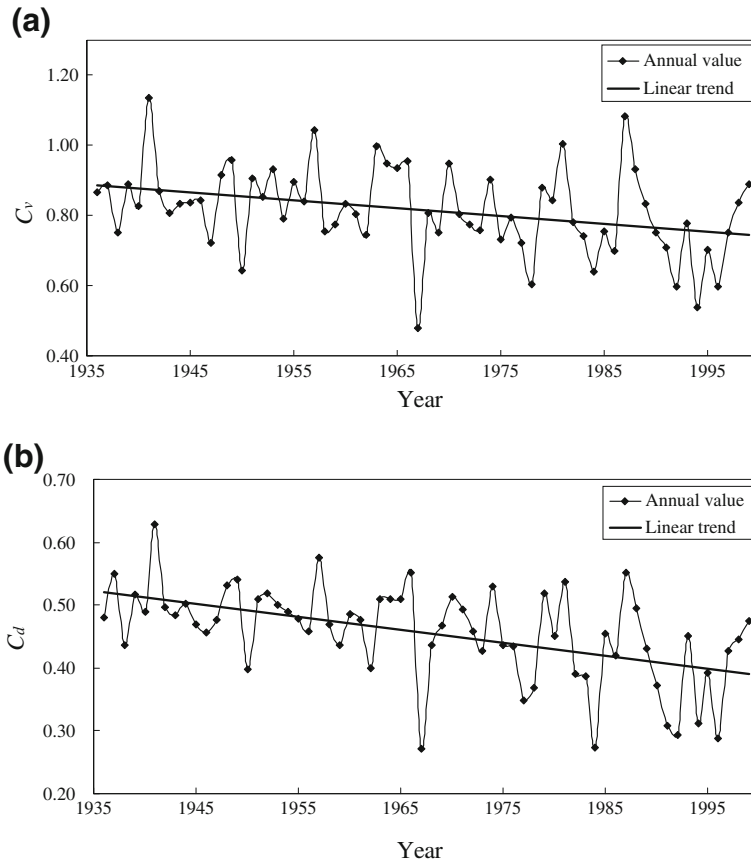 (a)
1.20
1.00
0.80
0.60
0.40
C_v
1935 1945 1955 1965 1975 1985 1995
Year
Annual value
Linear trend
(b)
0.70
0.60
0.50
0.40
0.30
0.20
C_d
1935 1945 1955 1965 1975 1985 1995
Year
Annual value
Linear trend